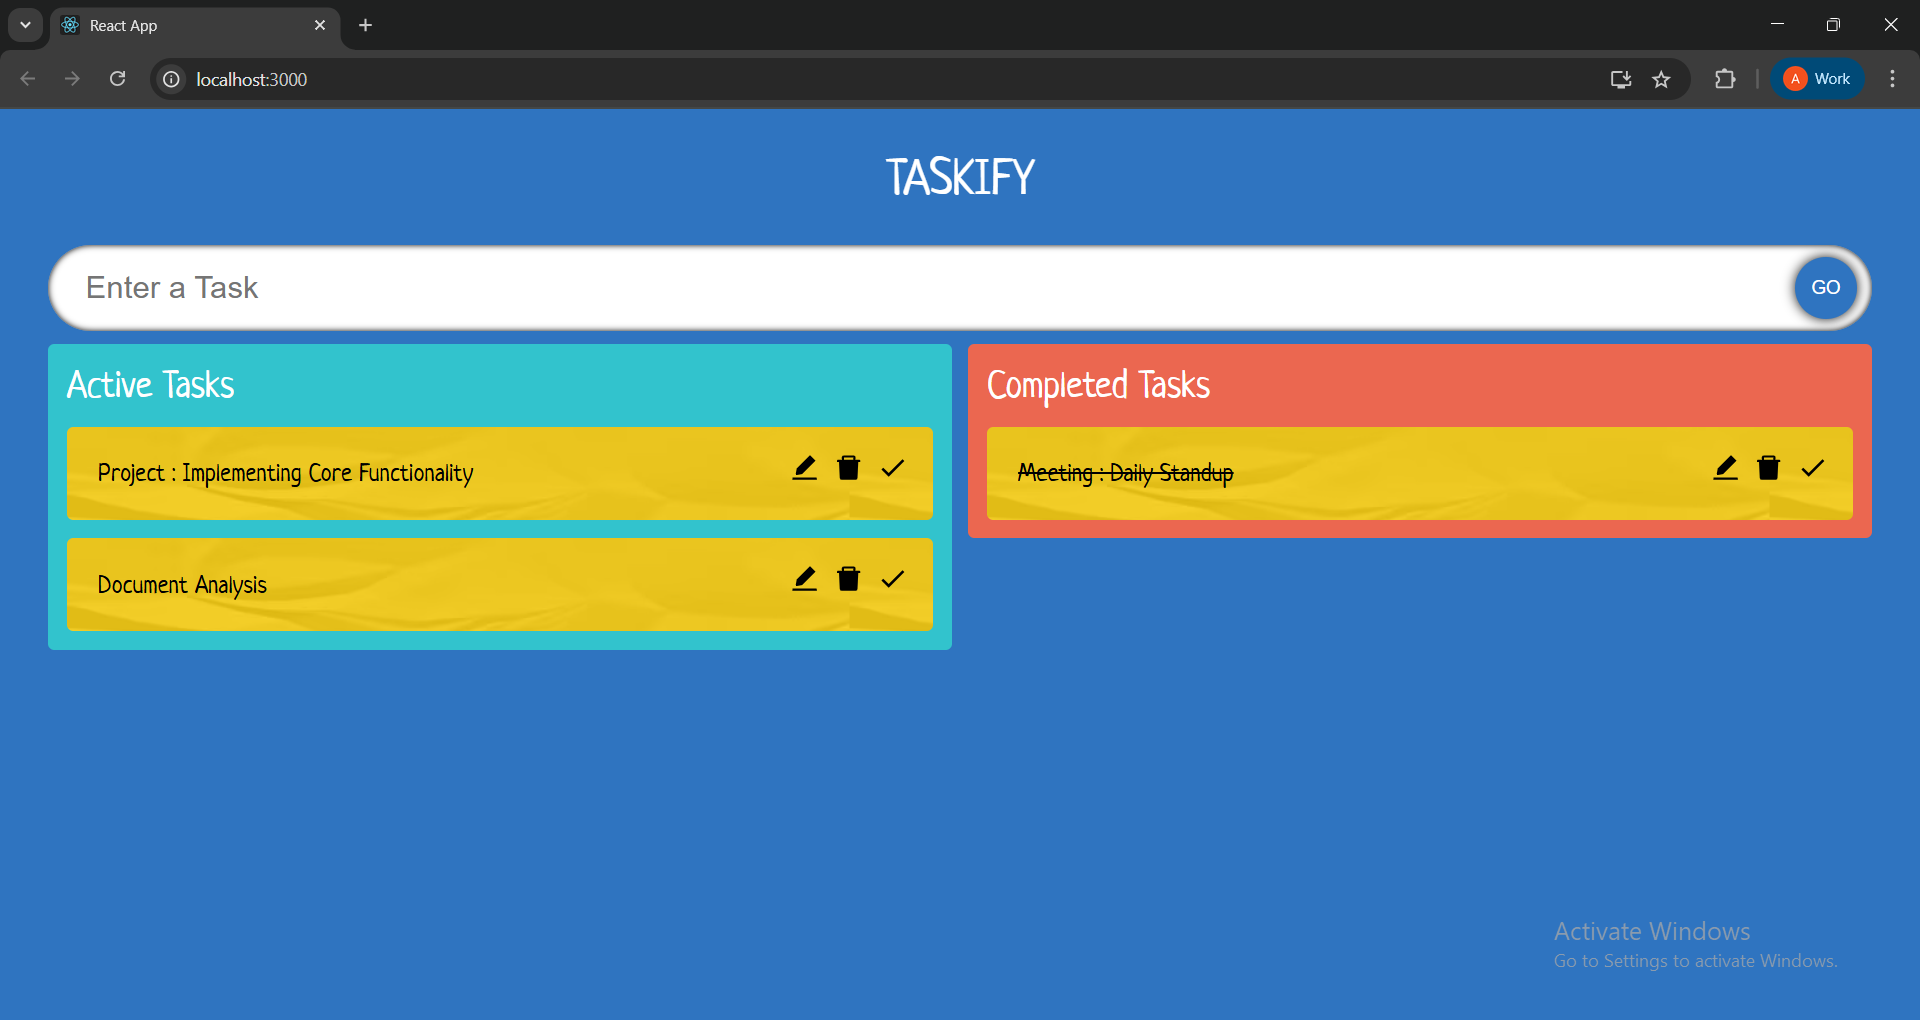 React App
localhost:3000
A Work
TASKIFY
Enter a Task
GO
Active Tasks
Project : Implementing Core Functionality
Document Analysis
Completed Tasks
Meeting : Daily Standup
Activate Windows
Go to Settings to activate Windows.